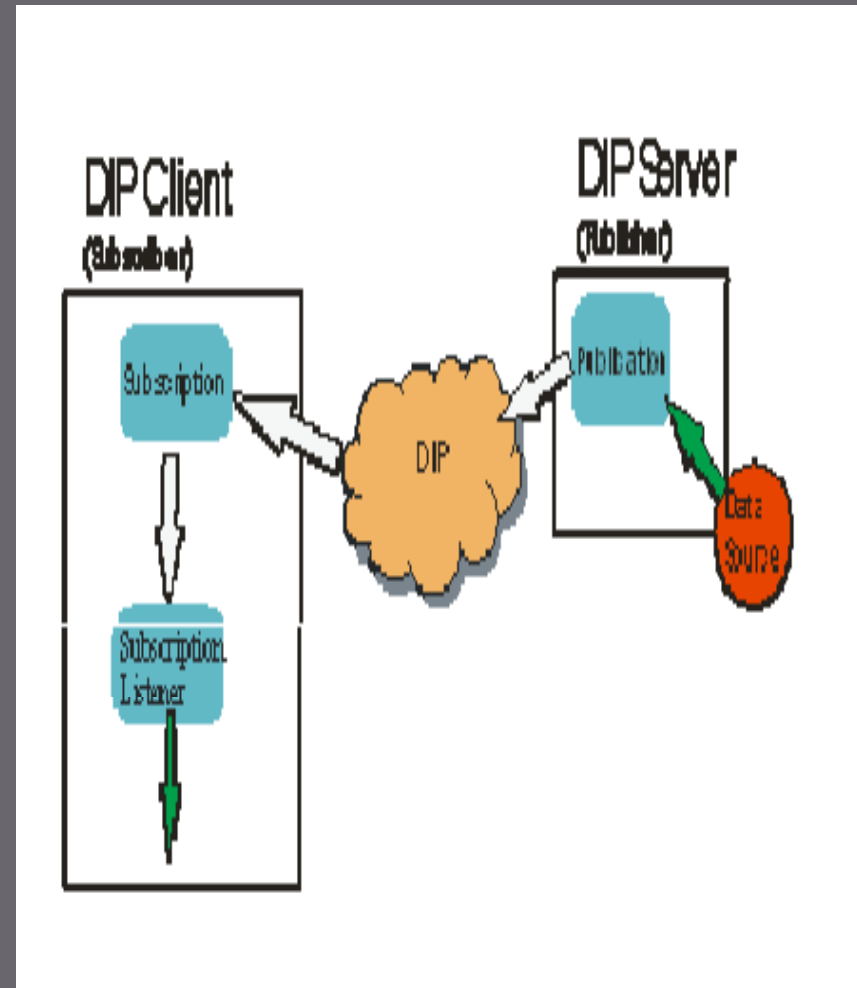 DIP Client
(Subscriber)
DIP Server
(Publisher)
Subscription
Publication
DIP
Data
Source
Subscription
Listener